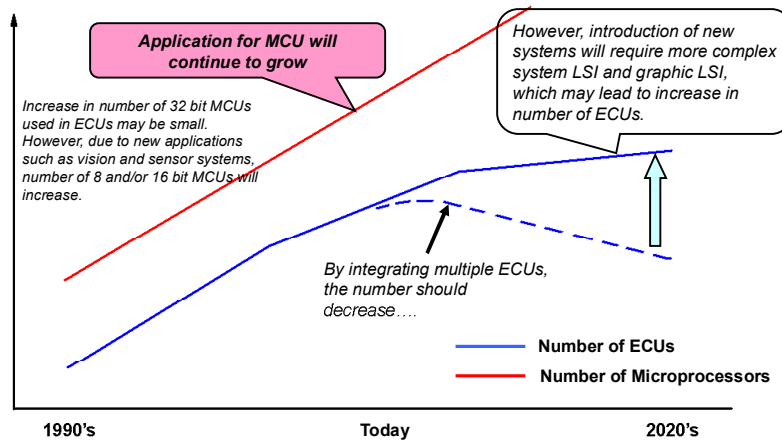 Application for MCU will
continue to grow
However, introduction of new
systems will require more complex
system LSI and graphic LSI,
which may lead to increase in
number of ECUs.
Increase in number of 32 bit MCUs
used in ECUs may be small.
However, due to new applications
such as vision and sensor systems,
number of 8 and/or 16 bit MCUs will
increase.
By integrating multiple ECUs,
the number should
decrease….
Number of ECUs
Number of Microprocessors
1990's
Today
2020's